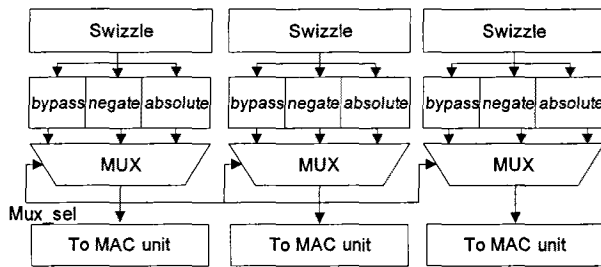 Swizzle Swizzle Swizzle
bypass negate absolute bypass negate absolute bypass negate absolute
MUX MUX MUX
Mux_sel
To MAC unit To MAC unit To MAC unit